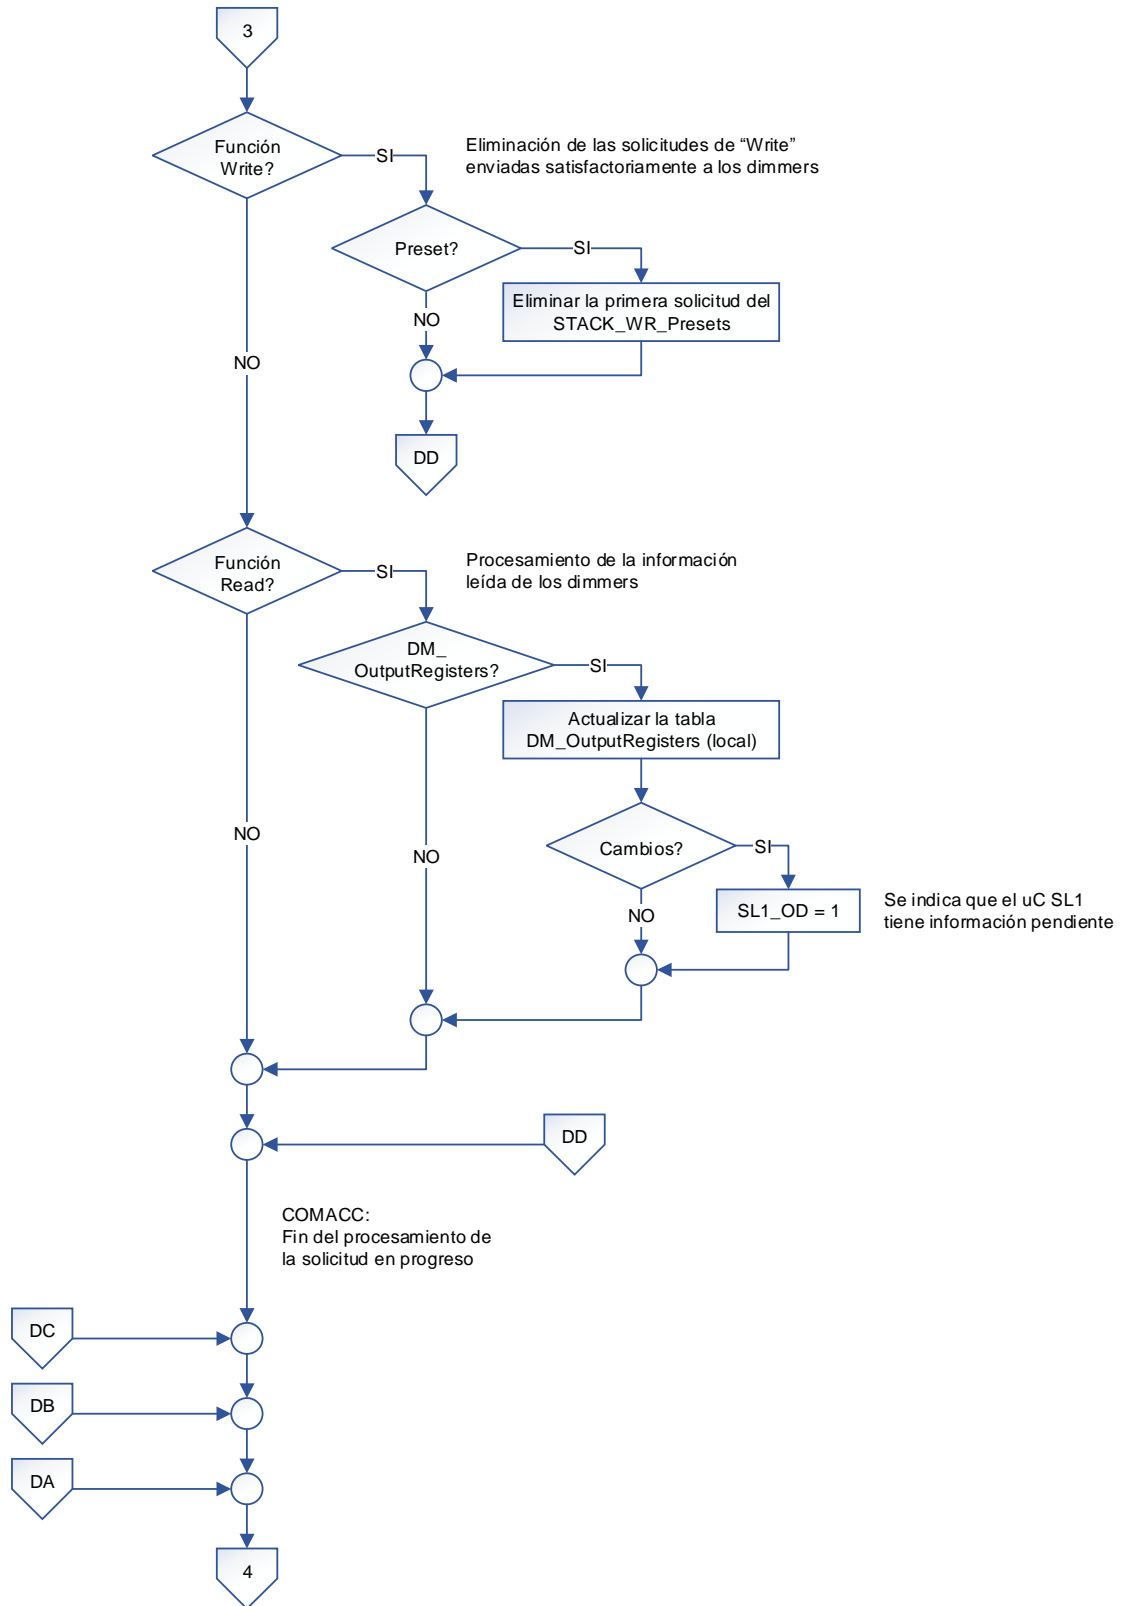 3
Función
Write?
SI
Eliminación de las solicitudes de “Write”
enviadas satisfactoriamente a los dimmers
Preset?
SI
Eliminar la primera solicitud del
STACK_WR_Presets
NO
NO
DD
Función
Read?
SI
Procesamiento de la información
leída de los dimmers
DM_
OutputRegisters?
SI
Actualizar la tabla
DM_OutputRegisters (local)
NO
NO
Cambios?
SI
NO
SL1_OD = 1
Se indica que el uC SL1
tiene información pendiente
DD
COMACC:
Fin del procesamiento de
la solicitud en progreso
DC
DB
DA
4